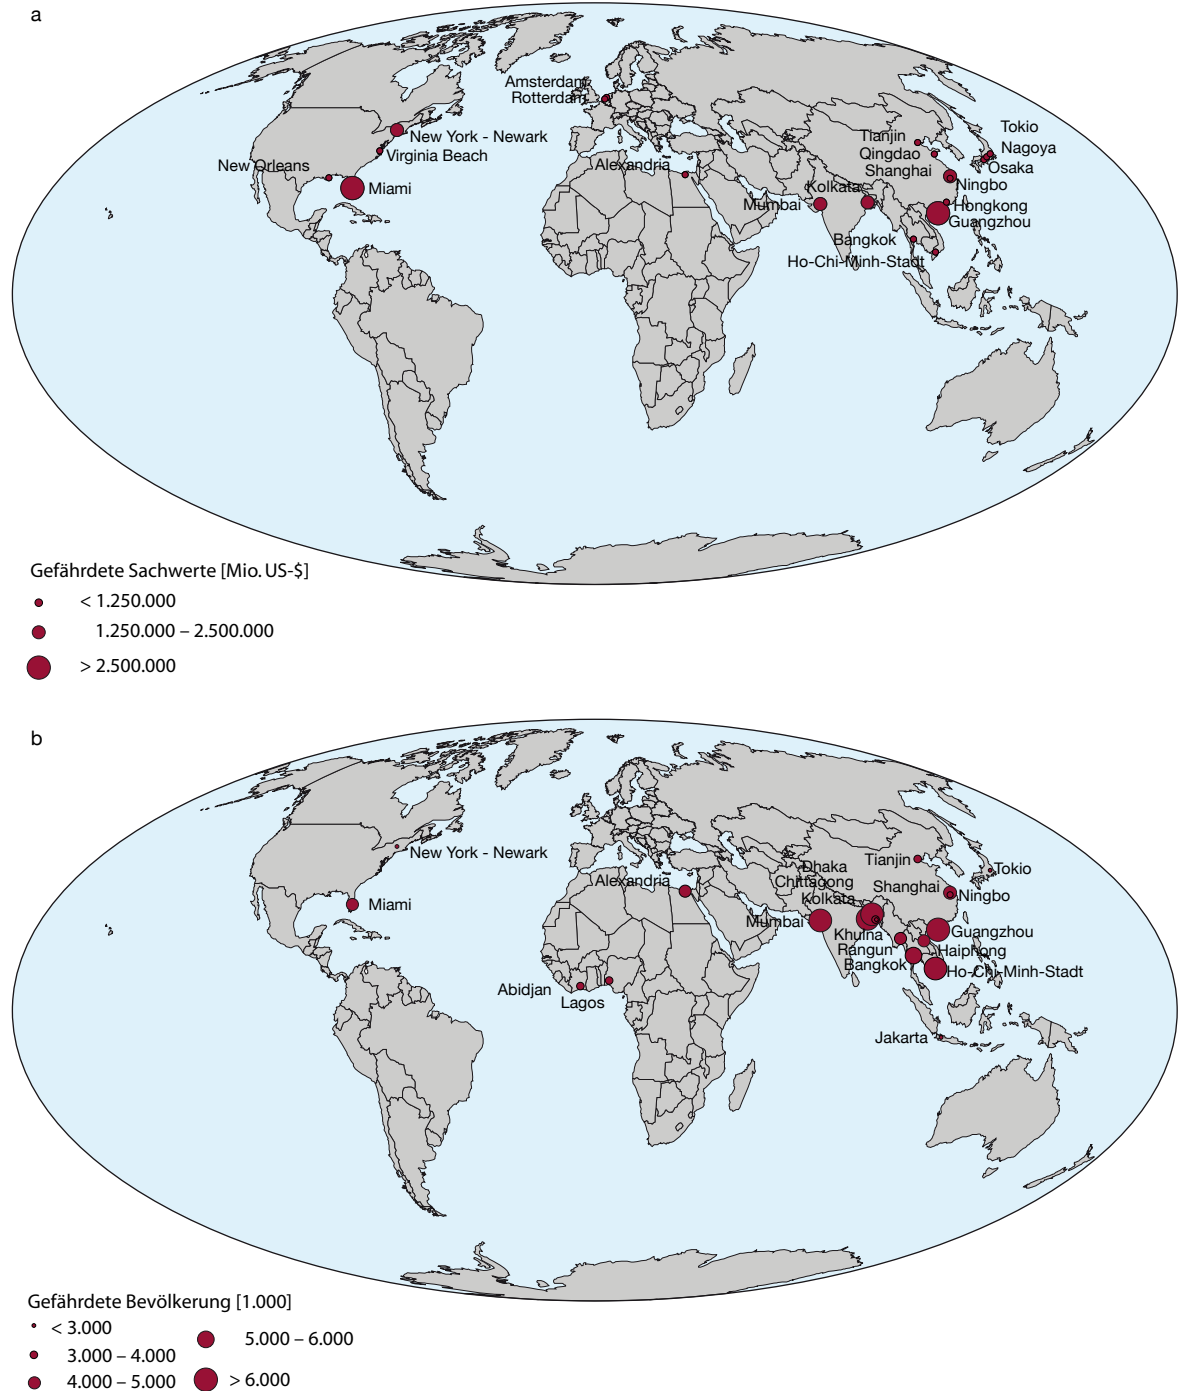 a
Amsterdam
Rotterdam
New York - Newark
Virginia Beach
New Orleans
Miami
Alexandria
Tokio
Tianjin
Nagoya
Qingdao
Osaka
Shanghai
Ningbo
Kolkata
Mumbai
Hongkong
Guangzhou
Bangkok
Ho-Chi-Minh-Stadt
Gefährdete Sachwerte [Mio. US-$]
< 1.250.000
1.250.000 – 2.500.000
> 2.500.000
b
New York - Newark
Miami
Alexandria
Abidjan
Lagos
Dhaka
Chittagong
Kolkata
Mumbai
Tianjin
Tokio
Shanghai
Ningbo
Khulna
Guangzhou
Rangun
Haiphong
Bangkok
Ho-Chi-Minh-Stadt
Jakarta
Gefährdete Bevölkerung [1.000]
< 3.000
3.000 – 4.000
4.000 – 5.000
5.000 – 6.000
> 6.000